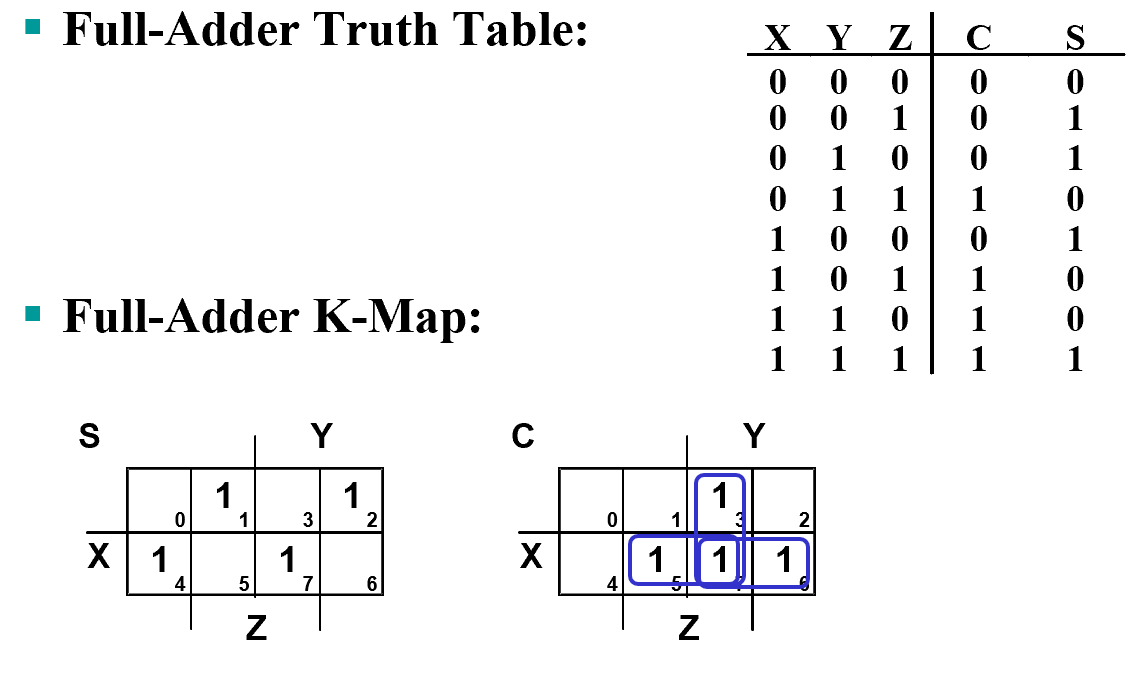 Full-Adder Truth Table:
X Y Z C S
0 0 0 0 0
0 0 1 0 1
0 1 0 0 1
0 1 1 1 0
1 0 0 0 1
1 0 1 1 0
1 1 0 1 0
1 1 1 1 1
Full-Adder K-Map:
S Y
1 1
0 1 3 2
X 1 1
4 5 7 6
Z
C Y
1
0 1 3 2
X 1 1 1
4 5 7 6
Z